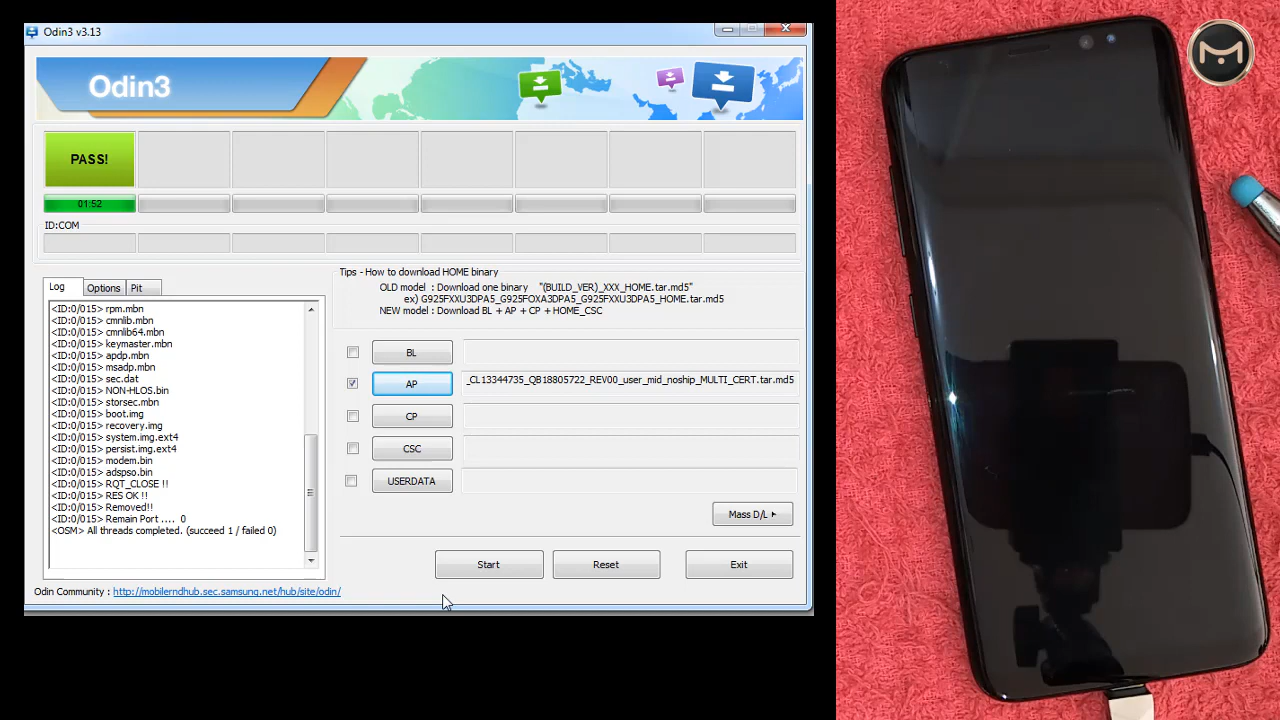 Odin3 v3.13
Odin3
PASS!
01:52
ID:COM
Log
Options
Pit
<ID:0/015> rpm.mbn
<ID:0/015> cmnlib.mbn
<ID:0/015> cmnlib64.mbn
<ID:0/015> keymaster.mbn
<ID:0/015> apdp.mbn
<ID:0/015> msadp.mbn
<ID:0/015> sec.dat
<ID:0/015> NON-HLOS.bin
<ID:0/015> storsec.mbn
<ID:0/015> boot.img
<ID:0/015> recovery.img
<ID:0/015> system.img.ext4
<ID:0/015> persist.img.ext4
<ID:0/015> modem.bin
<ID:0/015> adspso.bin
<ID:0/015> RQT_CLOSE !!
<ID:0/015> RES OK !!
<ID:0/015> Removed!!
<ID:0/015> Remain Port .... 0
<OSM> All threads completed. (succeed 1 / failed 0)
Tips - How to download HOME binary
OLD model : Download one binary "(BUILD_VER)_XXX_HOME.tar.md5"
ex) G925FXXU3DPA5_G925FOXA3DPA5_G925FXXU3DPA5_HOME.tar.md5
NEW model : Download BL + AP + CP + HOME_CSC
BL
AP
_CL13344735_QB18805722_REV00_user_mid_noship_MULTI_CERT.tar.md5
CP
CSC
USERDATA
Mass D/L
Start
Reset
Exit
Odin Community : http://mobilerndhub.sec.samsung.net/hub/site/odin/